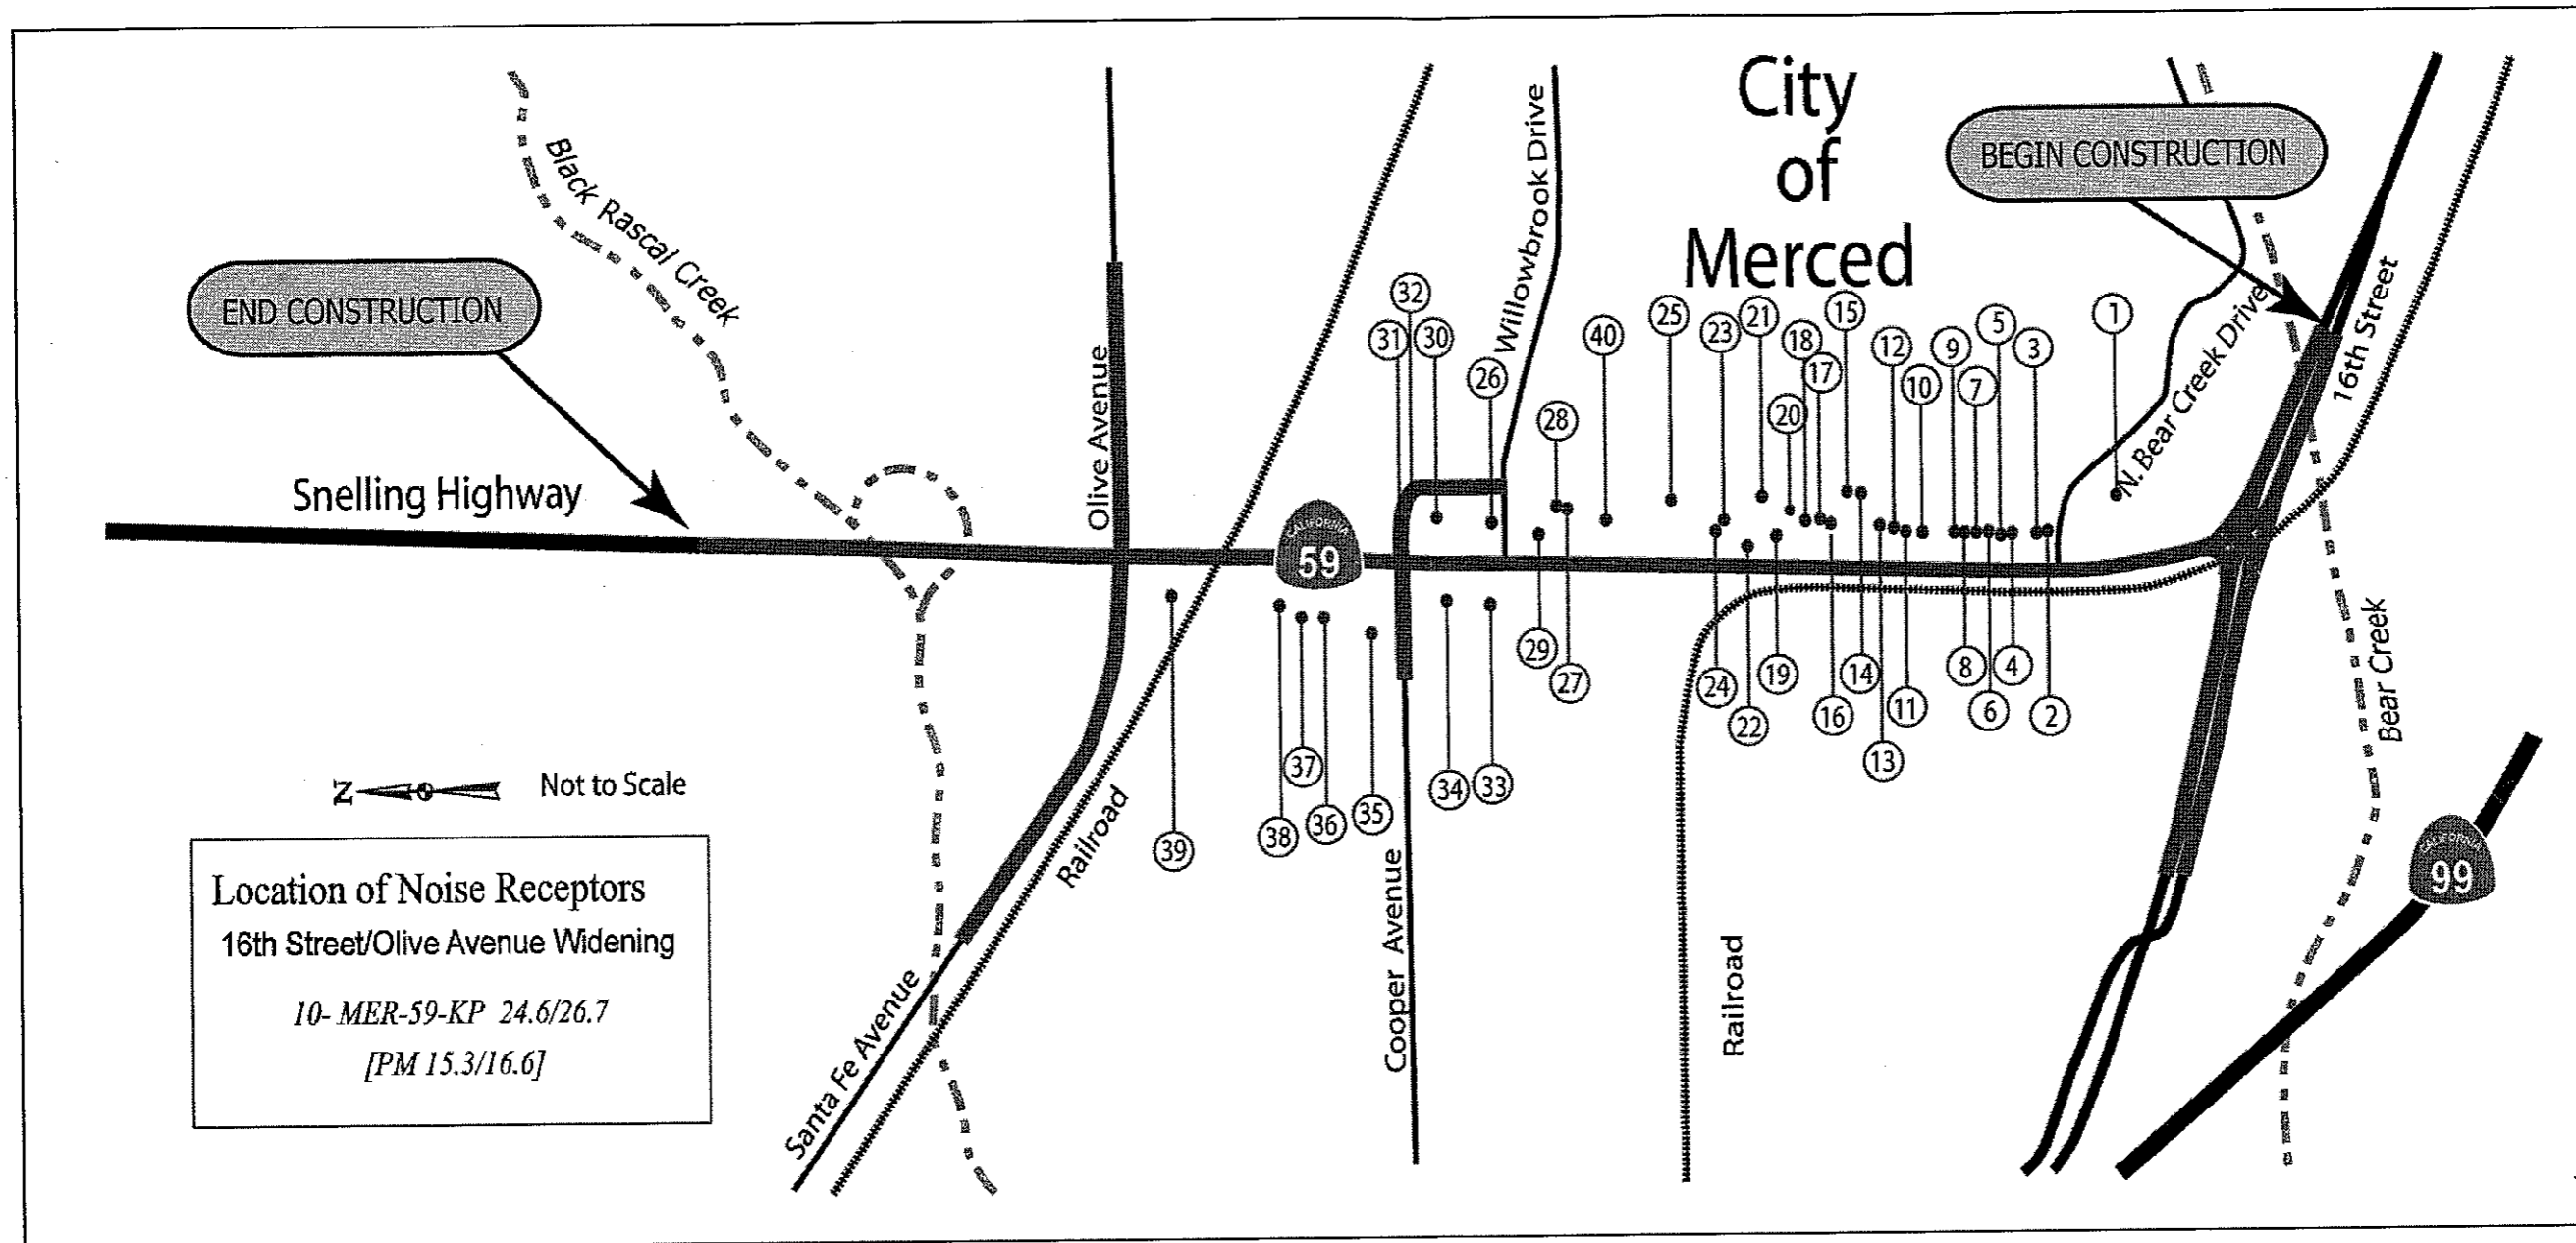 City
of
Merced
BEGIN CONSTRUCTION
END CONSTRUCTION
Black Rascal Creek
Snelling Highway
Olive Avenue
Willowbrook Drive
N. Bear Creek Drive
16th Street
32
31
30
26
28
40
25
23
21
20
18
17
15
12
10
9
7
5
3
1
CALIFORNIA
59
29
27
24
22
19
16
14
13
11
8
6
4
2
39
38
37
36
35
34
33
Railroad
Cooper Avenue
Railroad
Santa Fe Avenue
Bear Creek
CALIFORNIA
99
N
Not to Scale
Location of Noise Receptors
16th Street/Olive Avenue Widening
10- MER-59-KP 24.6/26.7
[PM 15.3/16.6]